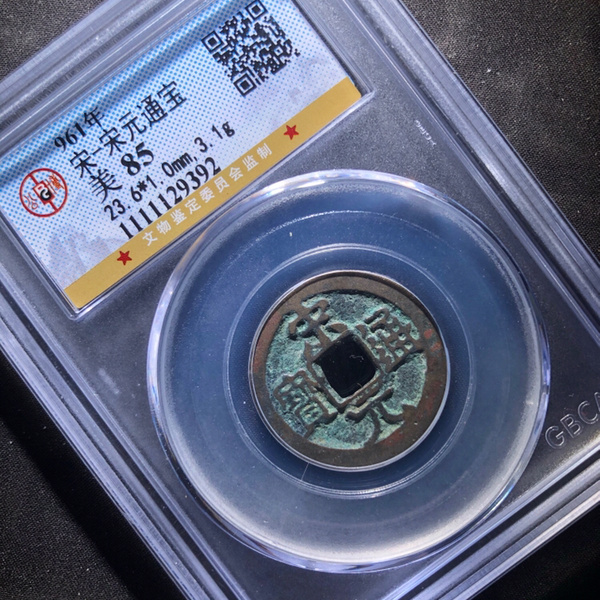 961年
宋·宋元通宝
美 85
23.6*1.0mm.3.1g
1111129392
文物鉴定委员会监制
宋元通寳
GBCA